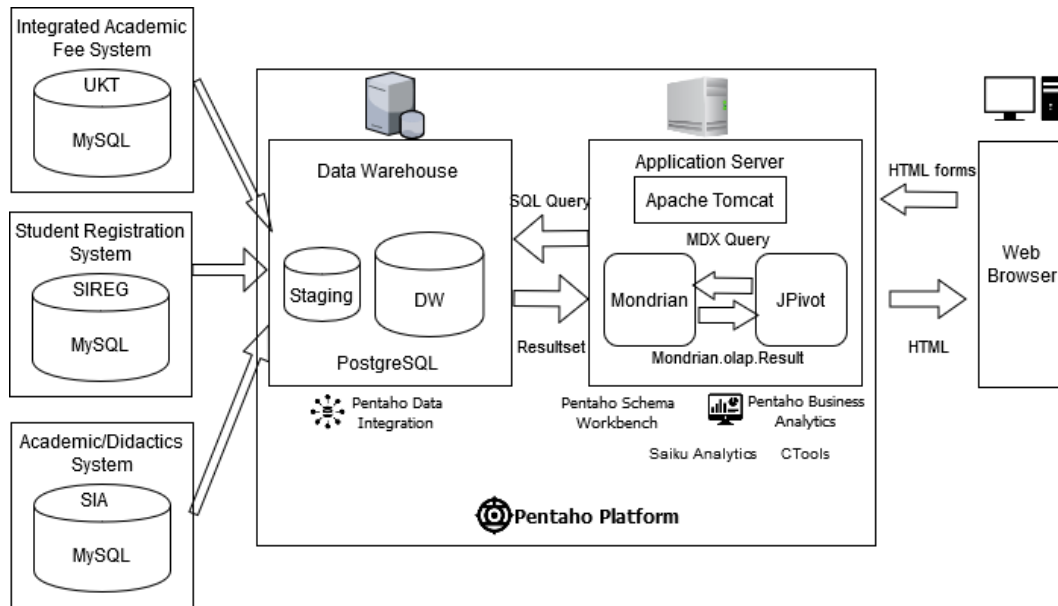 Integrated Academic
Fee System
UKT
MySQL
Student Registration
System
SIREG
MySQL
Academic/Didactics
System
SIA
MySQL
Data Warehouse
Staging
DW
PostgreSQL
Pentaho Data
Integration
SQL Query
Resultset
Application Server
Apache Tomcat
MDX Query
Mondrian
JPivot
Mondrian.olap.Result
Pentaho Schema
Workbench
Pentaho Business
Analytics
Saiku Analytics
CTools
Pentaho Platform
HTML forms
HTML
Web
Browser